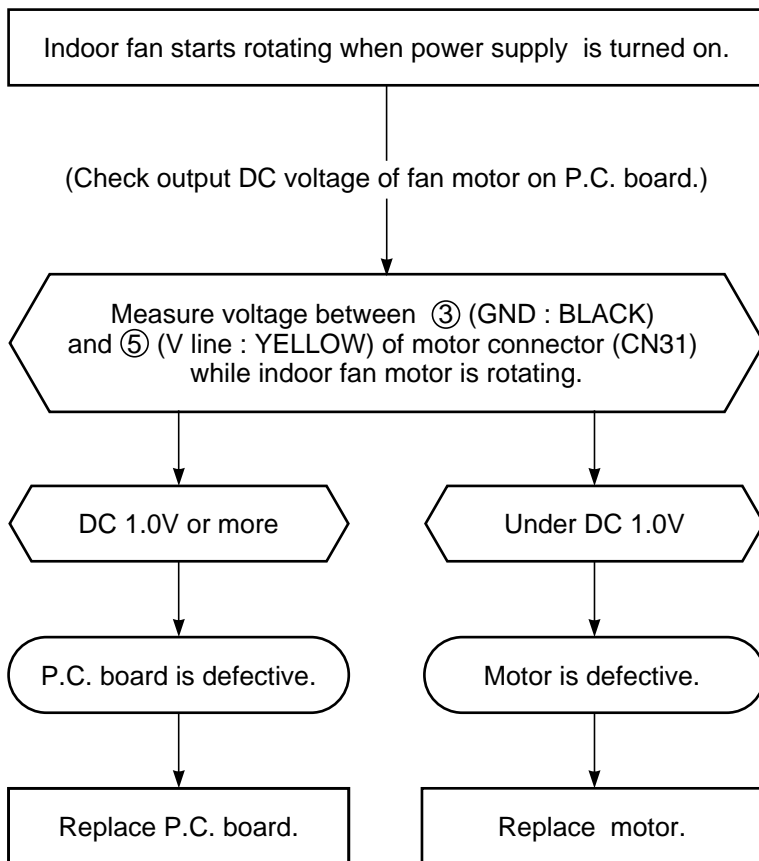 Indoor fan starts rotating when power supply is turned on.
(Check output DC voltage of fan motor on P.C. board.)
Measure voltage between ③ (GND : BLACK)
and ⑤ (V line : YELLOW) of motor connector (CN31)
while indoor fan motor is rotating.
DC 1.0V or more
Under DC 1.0V
P.C. board is defective.
Motor is defective.
Replace P.C. board.
Replace motor.